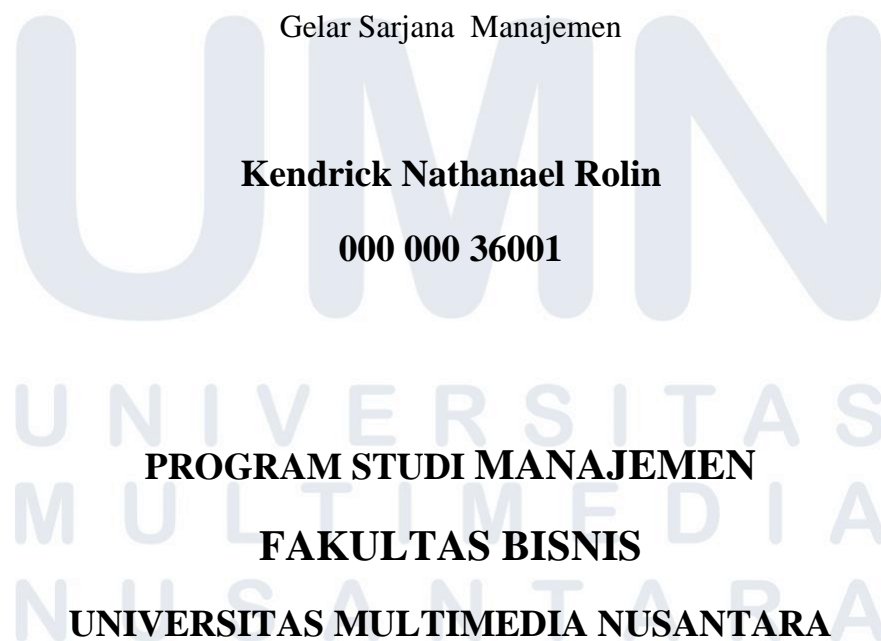 Gelar Sarjana Manajemen
Kendrick Nathanael Rolin
000 000 36001
PROGRAM STUDI MANAJEMEN
FAKULTAS BISNIS
UNIVERSITAS MULTIMEDIA NUSANTARA
UMN
UNIVERSITAS
MULTIMEDIA
NUSANTARA